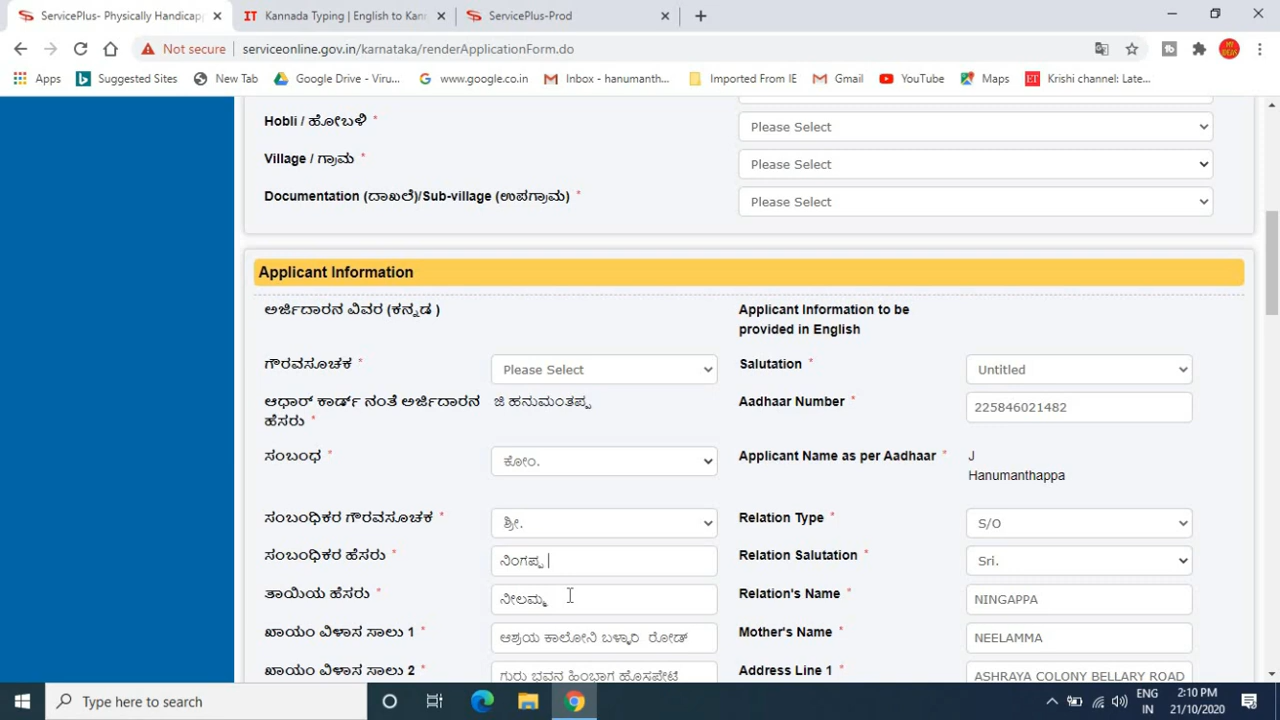 ServicePlus- Physically Handicapp
Kannada Typing | English to Kan
ServicePlus-Prod
Not secure
serviceonline.gov.in/karnataka/renderApplicationForm.do
Apps
Suggested Sites
New Tab
Google Drive - Viru...
www.google.co.in
Inbox - hanumanth...
Imported From IE
Gmail
YouTube
Maps
Krishi channel: Late...
Hobli / ಹೋಬಳಿ *
Please Select
Village / ಗ್ರಾಮ *
Please Select
Documentation (ದಾಖಲೆ)/Sub-village (ಉಪಗ್ರಾಮ) *
Please Select
Applicant Information
ಅರ್ಜಿದಾರನ ವಿವರ (ಕನ್ನಡ )
Applicant Information to be
provided in English
ಗೌರವಸೂಚಕ *
Please Select
Salutation *
Untitled
ಆಧಾರ್ ಕಾರ್ಡ್ ನಂತೆ ಅರ್ಜಿದಾರನ
ಹೆಸರು *
ಜಿ ಹನುಮಂತಪ್ಪ
Aadhaar Number *
225846021482
ಸಂಬಂಧ *
ಕೋಂ.
Applicant Name as per Aadhaar *
J
Hanumanthappa
ಸಂಬಂಧಿಕರ ಗೌರವಸೂಚಕ *
ಶ್ರೀ.
Relation Type *
S/O
ಸಂಬಂಧಿಕರ ಹೆಸರು *
ನಿಂಗಪ್ಪ
Relation Salutation *
Sri.
ತಾಯಿಯ ಹೆಸರು *
ನೀಲಮ್ಮ
Relation's Name *
NINGAPPA
ಖಾಯಂ ವಿಳಾಸ ಸಾಲು 1 *
ಆಶ್ರಯ ಕಾಲೋನಿ ಬಳ್ಳಾರಿ ರೋಡ್
Mother's Name *
NEELAMMA
ಖಾಯಂ ವಿಳಾಸ ಸಾಲು 2 *
ಗುರು ಭವನ ಹಿಂಭಾಗ ಹೊಸಪೇಟೆ
Address Line 1 *
ASHRAYA COLONY BELLARY ROAD
Type here to search
ENG
IN
2:10 PM
21/10/2020